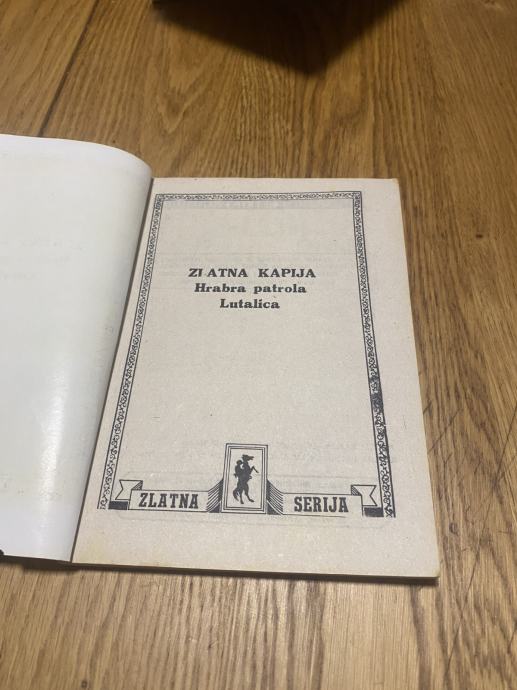 ZLATNA KAPIJA
Hrabra patrola
Lutalica
ZLATNA SERIJA